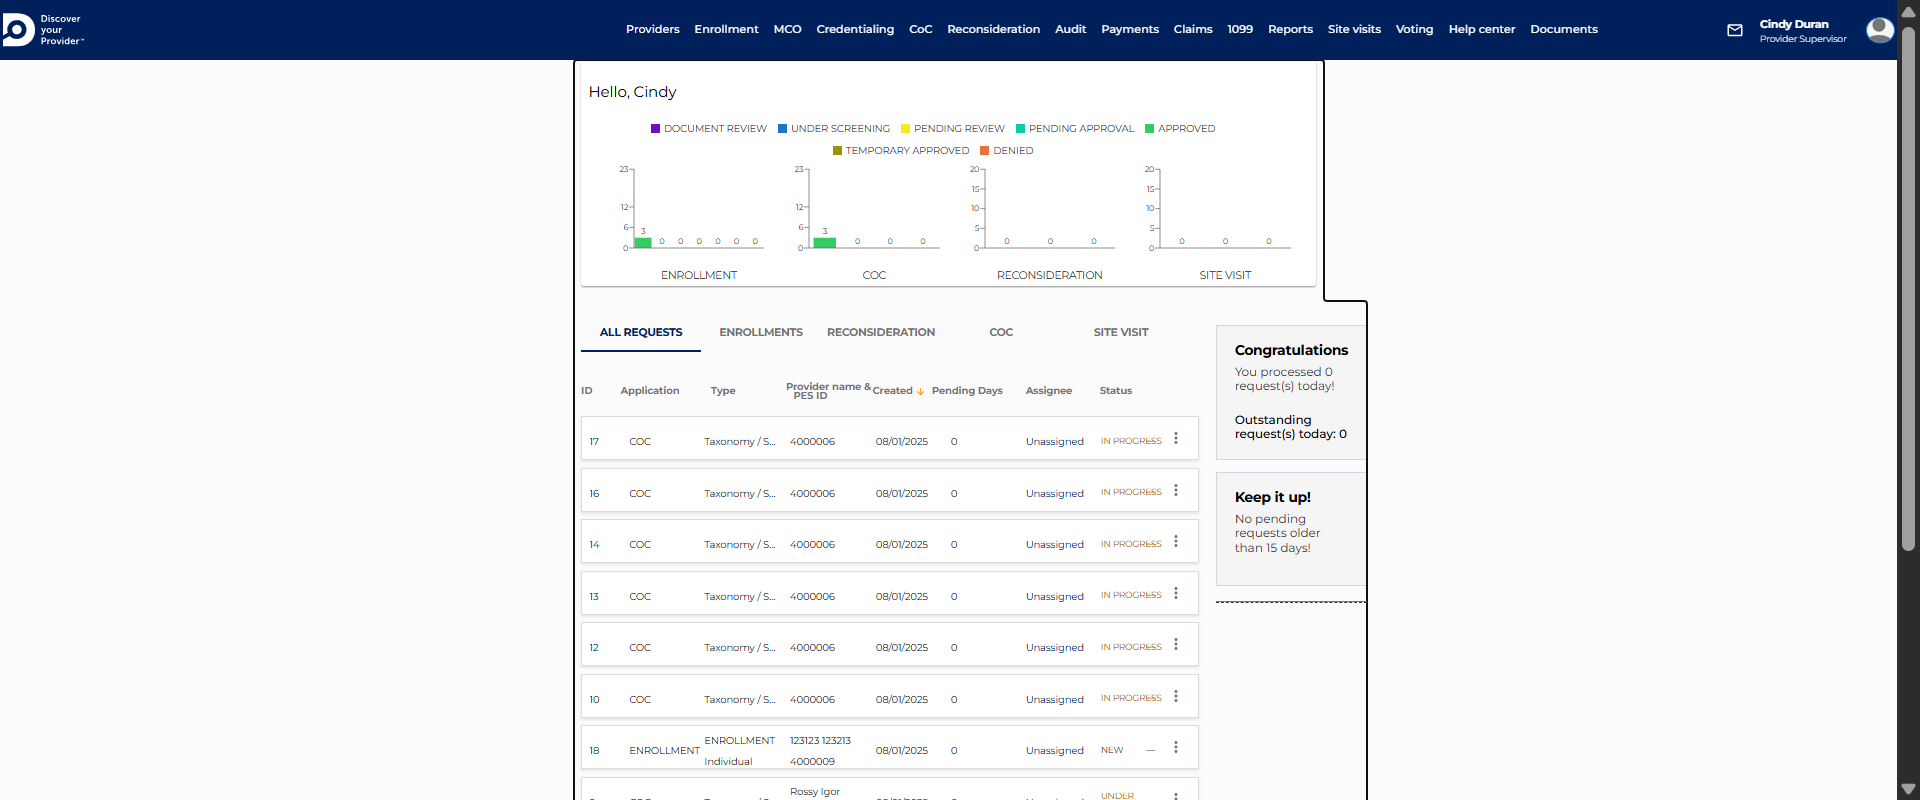 Discover
your
Provider™
Providers Enrollment MCO Credentialing CoC Reconsideration Audit Payments Claims 1099 Reports Site visits Voting Help center Documents
Cindy Duran
Provider Supervisor
Hello, Cindy
DOCUMENT REVIEW UNDER SCREENING PENDING REVIEW PENDING APPROVAL APPROVED
TEMPORARY APPROVED DENIED
23 12 6 0
3 0 0 0 0 0 0
ENROLLMENT
23 12 6 0
3 0 0 0
COC
20 15 10 5 0
0 0 0
RECONSIDERATION
20 15 10 5 0
0 0 0
SITE VISIT
ALL REQUESTS ENROLLMENTS RECONSIDERATION COC SITE VISIT
ID Application Type Provider name & PES ID Created Pending Days Assignee Status
17 COC Taxonomy / S... 4000006 08/01/2025 0 Unassigned IN PROGRESS
16 COC Taxonomy / S... 4000006 08/01/2025 0 Unassigned IN PROGRESS
14 COC Taxonomy / S... 4000006 08/01/2025 0 Unassigned IN PROGRESS
13 COC Taxonomy / S... 4000006 08/01/2025 0 Unassigned IN PROGRESS
12 COC Taxonomy / S... 4000006 08/01/2025 0 Unassigned IN PROGRESS
10 COC Taxonomy / S... 4000006 08/01/2025 0 Unassigned IN PROGRESS
18 ENROLLMENT ENROLLMENT Individual 123123 123213 4000009 08/01/2025 0 Unassigned NEW —
Rossy Igor
UNDER
Congratulations
You processed 0
request(s) today!
Outstanding
request(s) today: 0
Keep it up!
No pending
requests older
than 15 days!